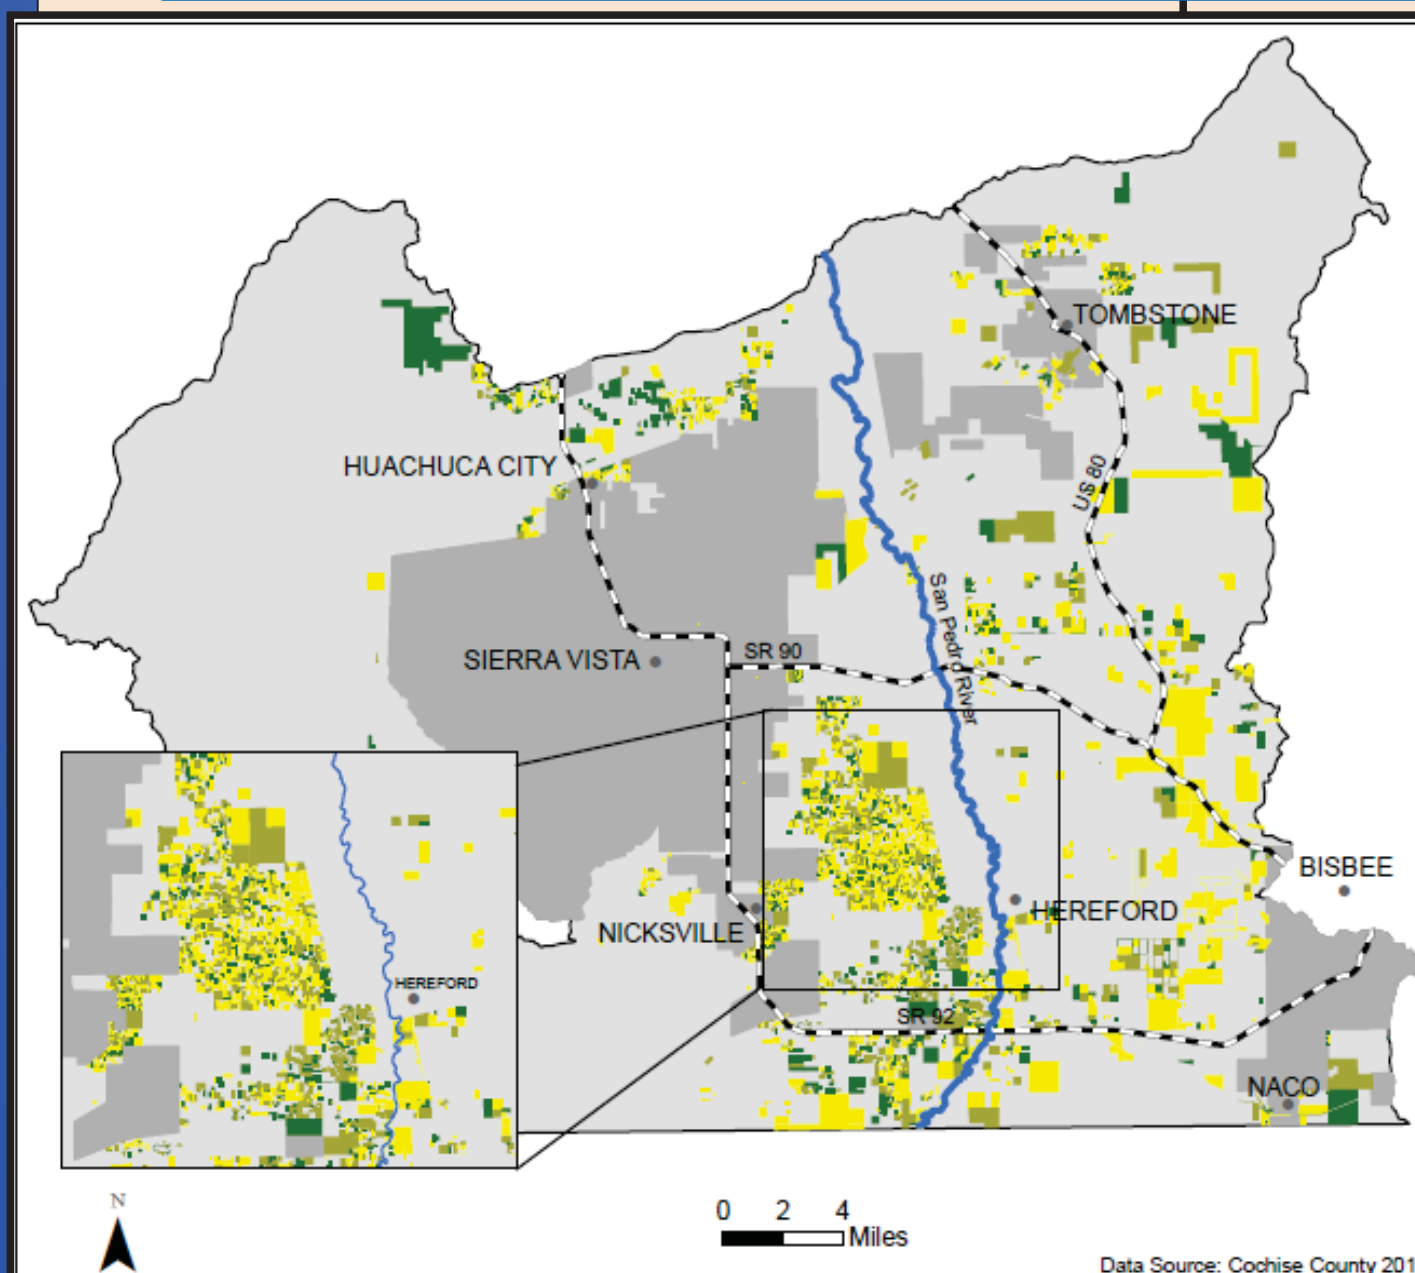 TOMBSTONE
HUACHUCA CITY
US 80
San Pedro River
SR 90
SIERRA VISTA
BISBEE
HEREFORD
NICKSVILLE
HEREFORD
SR 92
NACO
N
0 2 4
Miles
Data Source: Cochise County 201